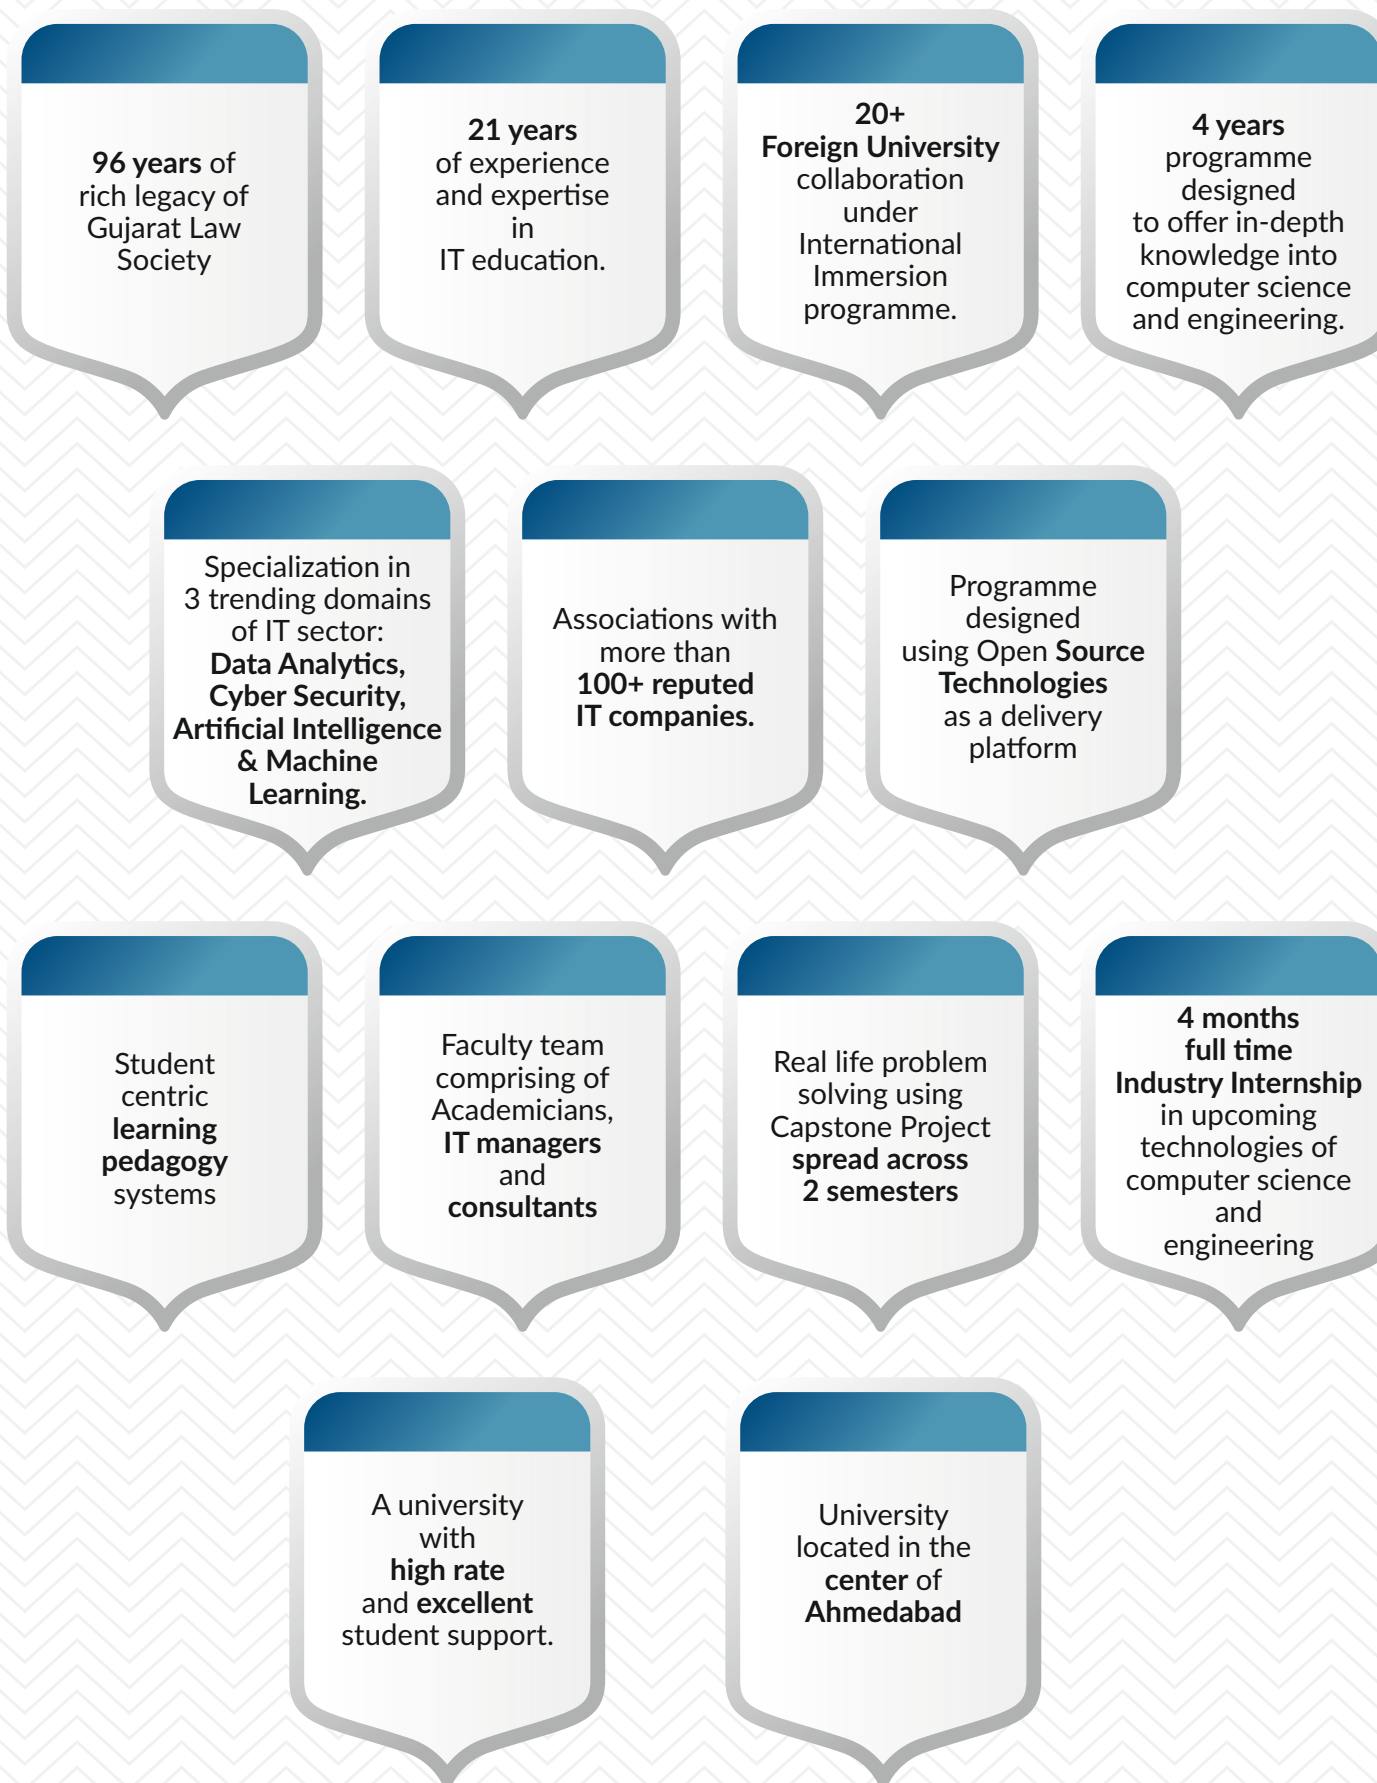 96 years of
rich legacy of
Gujarat Law
Society
21 years
of experience
and expertise
in
IT education.
20+
Foreign University
collaboration
under
International
Immersion
programme.
4 years
programme
designed
to offer in-depth
knowledge into
computer science
and engineering.
Specialization in
3 trending domains
of IT sector:
Data Analytics,
Cyber Security,
Artificial Intelligence
& Machine
Learning.
Associations with
more than
100+ reputed
IT companies.
Programme
designed
using Open Source
Technologies
as a delivery
platform
Student
centric
learning
pedagogy
systems
Faculty team
comprising of
Academicians,
IT managers
and
consultants
Real life problem
solving using
Capstone Project
spread across
2 semesters
4 months
full time
Industry Internship
in upcoming
technologies of
computer science
and
engineering
A university
with
high rate
and excellent
student support.
University
located in the
center of
Ahmedabad